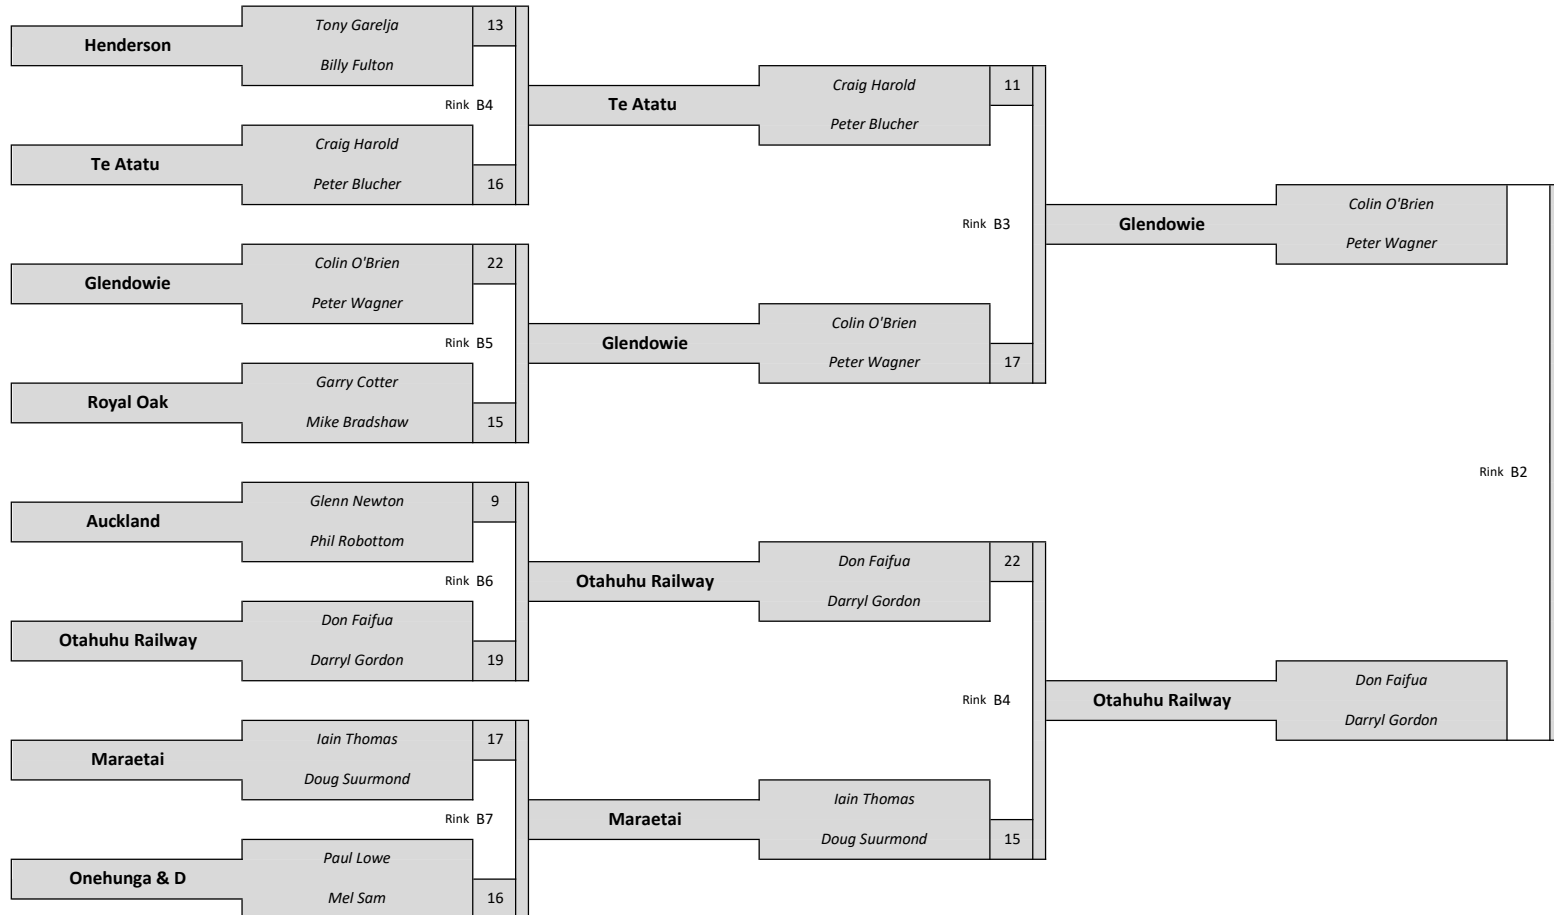 Tony Garelja 13
Henderson
Billy Fulton
Rink B4
Craig Harold
Te Atatu
Peter Blucher 16
Colin O'Brien 22
Glendowie
Peter Wagner
Rink B5
Garry Cotter
Royal Oak
Mike Bradshaw 15
Glenn Newton 9
Auckland
Phil Robottom
Rink B6
Don Faifua
Otahuhu Railway
Darryl Gordon 19
Iain Thomas 17
Maraetai
Doug Suurmond
Rink B7
Paul Lowe
Onehunga & D
Mel Sam 16
Craig Harold 11
Te Atatu
Peter Blucher
Rink B3
Colin O'Brien
Glendowie
Peter Wagner 17
Don Faifua 22
Otahuhu Railway
Darryl Gordon
Rink B4
Iain Thomas
Maraetai
Doug Suurmond 15
Colin O'Brien
Glendowie
Peter Wagner
Rink B2
Don Faifua
Otahuhu Railway
Darryl Gordon